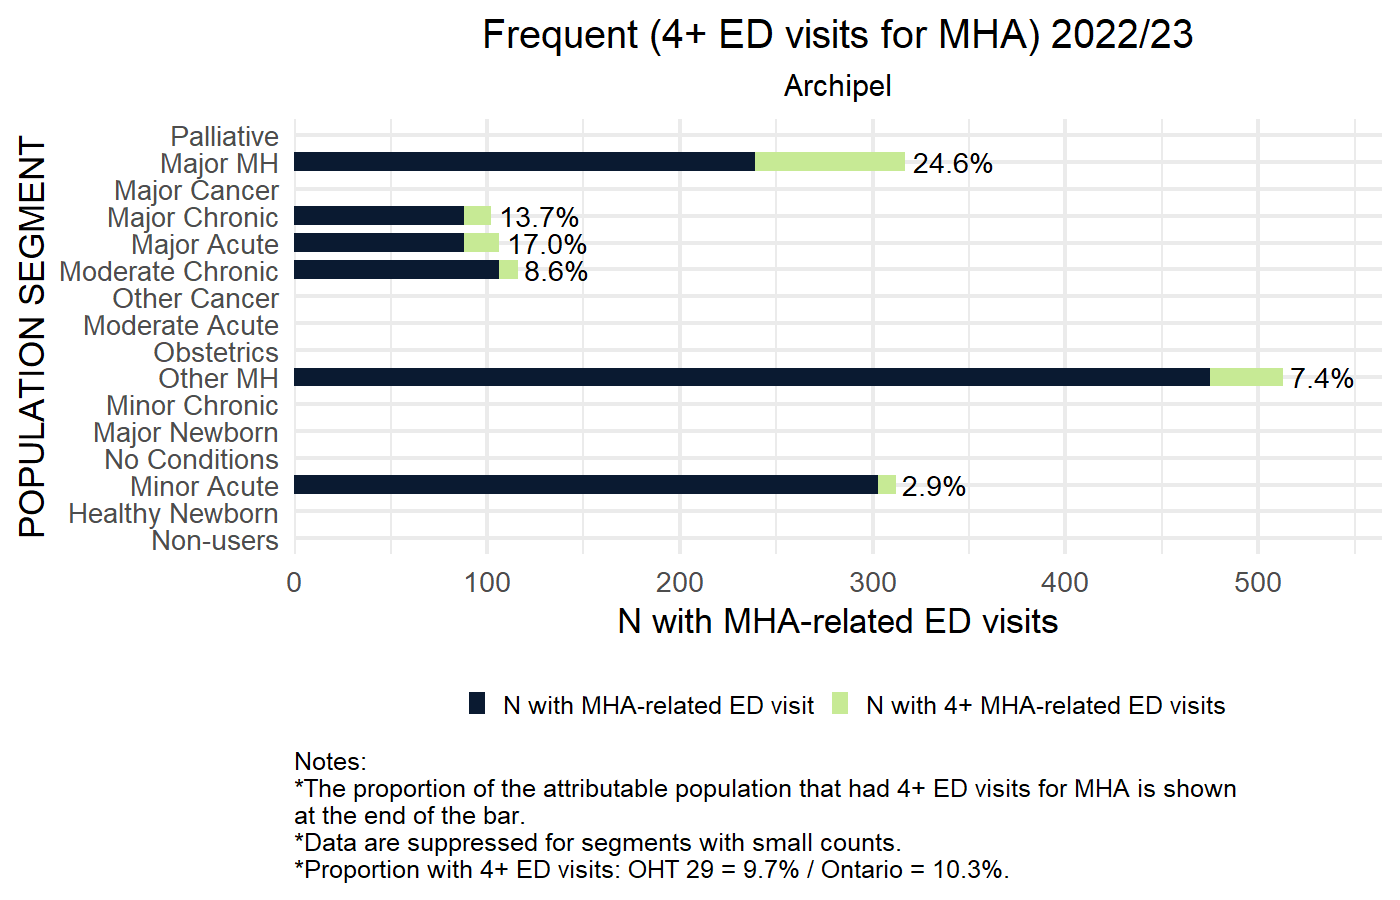 Frequent (4+ ED visits for MHA) 2022/23
Archipel
POPULATION SEGMENT
Palliative
Major MH 24.6%
Major Cancer
Major Chronic 13.7%
Major Acute 17.0%
Moderate Chronic 8.6%
Other Cancer
Moderate Acute
Obstetrics
Other MH 7.4%
Minor Chronic
Major Newborn
No Conditions
Minor Acute 2.9%
Healthy Newborn
Non-users
0 100 200 300 400 500
N with MHA-related ED visits
N with MHA-related ED visit N with 4+ MHA-related ED visits
Notes:
*The proportion of the attributable population that had 4+ ED visits for MHA is shown
at the end of the bar.
*Data are suppressed for segments with small counts.
*Proportion with 4+ ED visits: OHT 29 = 9.7% / Ontario = 10.3%.